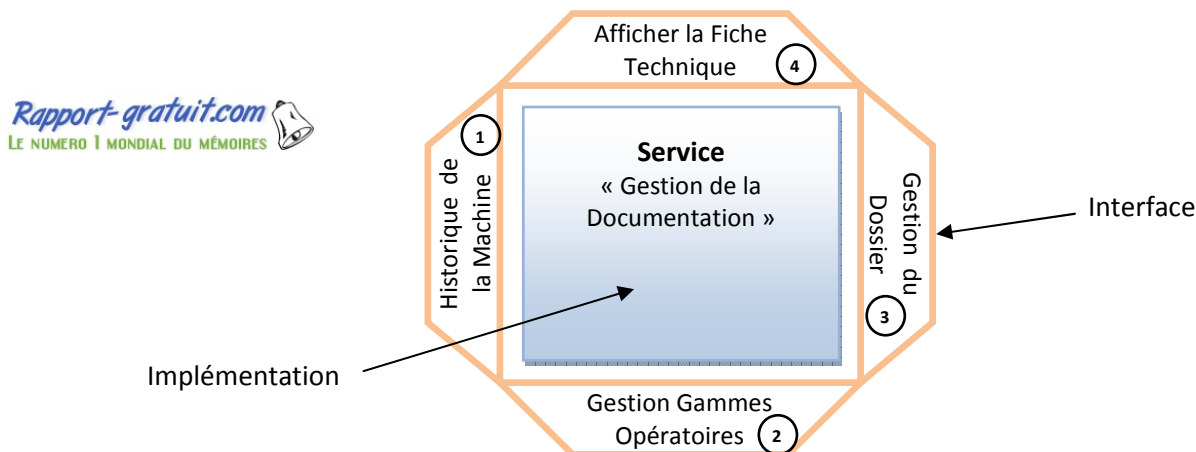 Afficher la Fiche
Technique
4
Rapport-gratuit.com
LE NUMERO 1 MONDIAL DU MÉMOIRES
1
Historique de
la Machine
Service
« Gestion de la
Documentation »
Gestion du
Dossier
3
Interface
Implémentation
Gestion Gammes
Opératoires
2